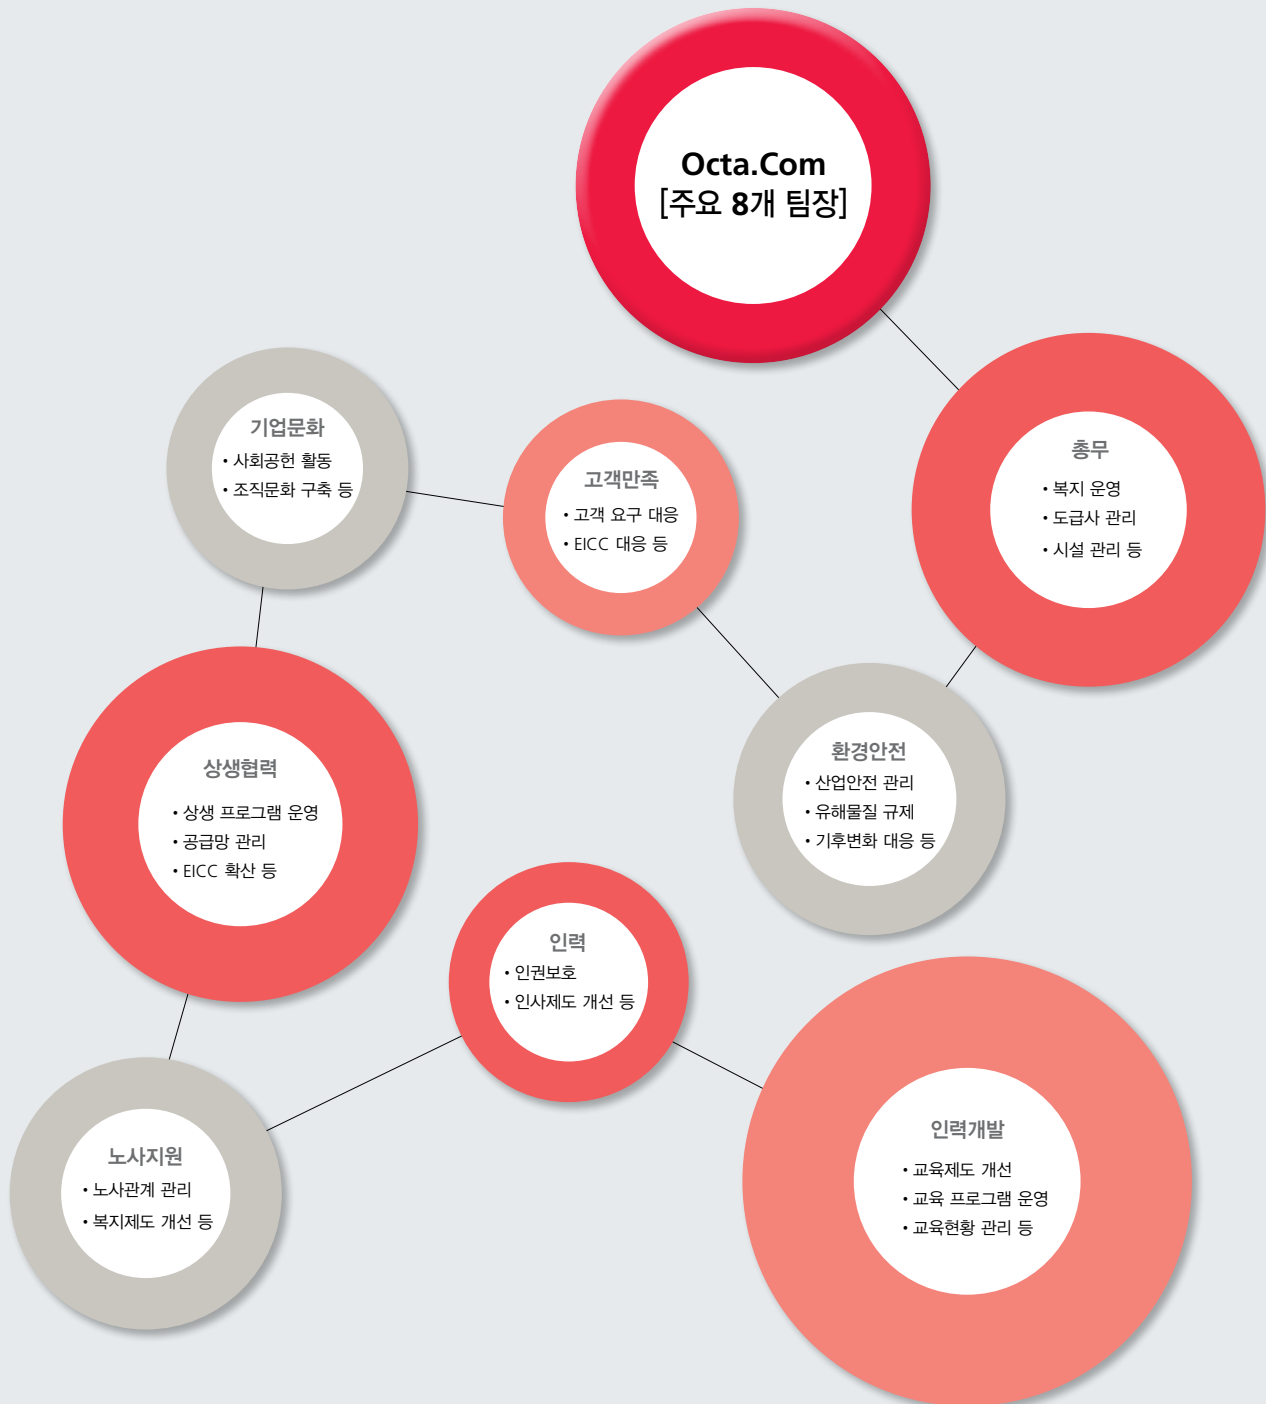 Octa.Com
[주요 8개 팀장]
총무
• 복지 운영
• 도급사 관리
• 시설 관리 등
환경안전
• 산업안전 관리
• 유해물질 규제
• 기후변화 대응 등
고객만족
• 고객 요구 대응
• EICC 대응 등
기업문화
• 사회공헌 활동
• 조직문화 구축 등
상생협력
• 상생 프로그램 운영
• 공급망 관리
• EICC 확산 등
노사지원
• 노사관계 관리
• 복지제도 개선 등
인력
• 인권보호
• 인사제도 개선 등
인력개발
• 교육제도 개선
• 교육 프로그램 운영
• 교육현황 관리 등